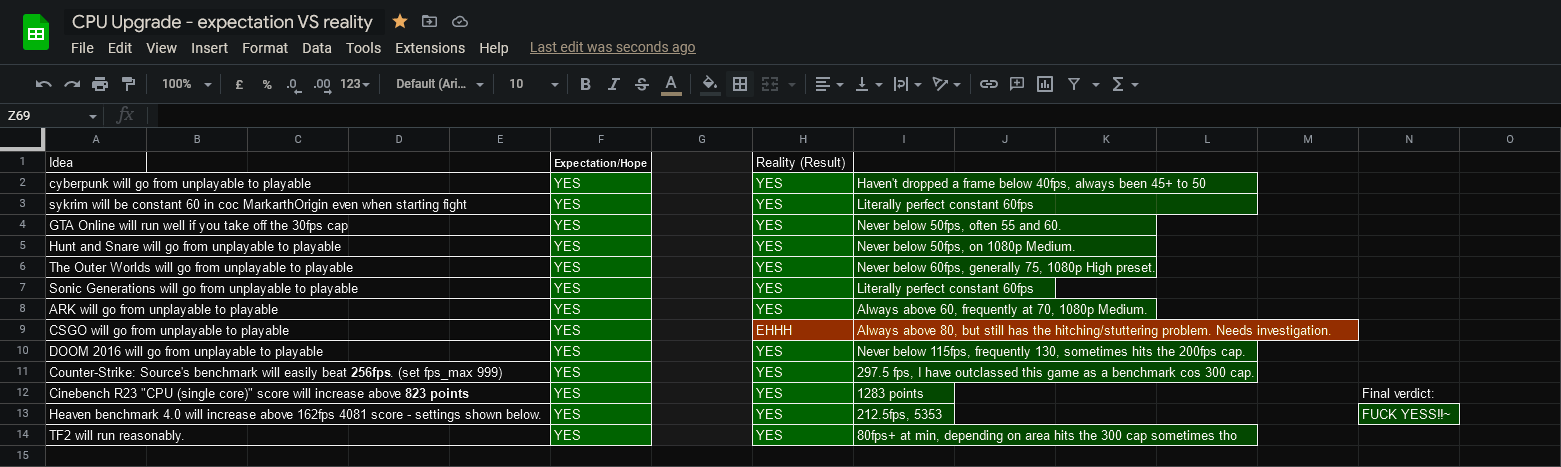 CPU Upgrade - expectation VS reality
File Edit View Insert Format Data Tools Extensions Help Last edit was seconds ago
100% £ % .0 .00 123 Default (Ari... 10 B I S A
Z69 fx
A B C D E F G H I J K L M N O
1 Idea Expectation/Hope Reality (Result)
2 cyberpunk will go from unplayable to playable YES YES Haven't dropped a frame below 40fps, always been 45+ to 50
3 sykrim will be constant 60 in coc MarkarthOrigin even when starting fight YES YES Literally perfect constant 60fps
4 GTA Online will run well if you take off the 30fps cap YES YES Never below 50fps, often 55 and 60.
5 Hunt and Snare will go from unplayable to playable YES YES Never below 50fps, on 1080p Medium.
6 The Outer Worlds will go from unplayable to playable YES YES Never below 60fps, generally 75, 1080p High preset.
7 Sonic Generations will go from unplayable to playable YES YES Literally perfect constant 60fps
8 ARK will go from unplayable to playable YES YES Always above 60, frequently at 70, 1080p Medium.
9 CSGO will go from unplayable to playable YES EHHH Always above 80, but still has the hitching/stuttering problem. Needs investigation.
10 DOOM 2016 will go from unplayable to playable YES YES Never below 115fps, frequently 130, sometimes hits the 200fps cap.
11 Counter-Strike: Source's benchmark will easily beat 256fps. (set fps_max 999) YES YES 297.5 fps, I have outclassed this game as a benchmark cos 300 cap.
12 Cinebench R23 "CPU (single core)" score will increase above 823 points YES YES 1283 points Final verdict:
13 Heaven benchmark 4.0 will increase above 162fps 4081 score - settings shown below. YES YES 212.5fps, 5353 FUCK YESS!!~
14 TF2 will run reasonably. YES YES 80fps+ at min, depending on area hits the 300 cap sometimes tho
15